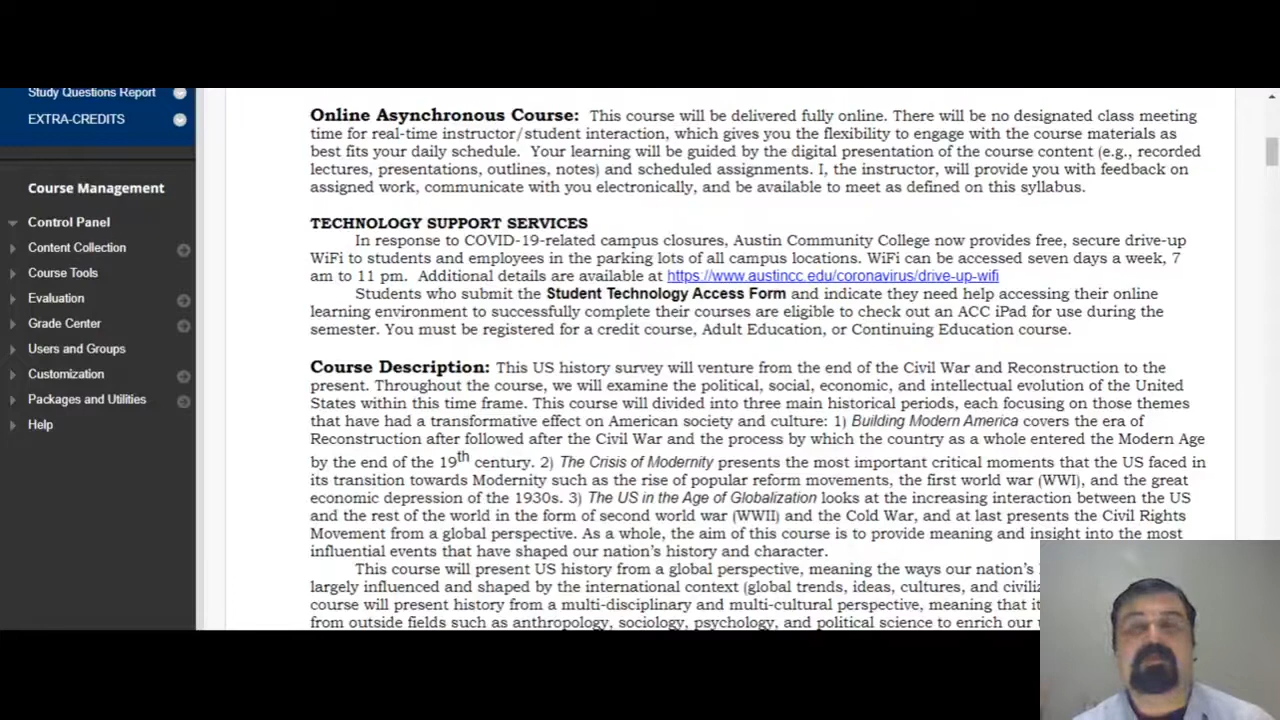 Study Questions Report
EXTRA-CREDITS
Course Management
Control Panel
Content Collection
Course Tools
Evaluation
Grade Center
Users and Groups
Customization
Packages and Utilities
Help
Online Asynchronous Course: This course will be delivered fully online. There will be no designated class meeting
time for real-time instructor/student interaction, which gives you the flexibility to engage with the course materials as
best fits your daily schedule. Your learning will be guided by the digital presentation of the course content (e.g., recorded
lectures, presentations, outlines, notes) and scheduled assignments. I, the instructor, will provide you with feedback on
assigned work, communicate with you electronically, and be available to meet as defined on this syllabus.
TECHNOLOGY SUPPORT SERVICES
In response to COVID-19-related campus closures, Austin Community College now provides free, secure drive-up
WiFi to students and employees in the parking lots of all campus locations. WiFi can be accessed seven days a week, 7
am to 11 pm. Additional details are available at https://www.austincc.edu/coronavirus/drive-up-wifi
Students who submit the Student Technology Access Form and indicate they need help accessing their online
learning environment to successfully complete their courses are eligible to check out an ACC iPad for use during the
semester. You must be registered for a credit course, Adult Education, or Continuing Education course.
Course Description: This US history survey will venture from the end of the Civil War and Reconstruction to the
present. Throughout the course, we will examine the political, social, economic, and intellectual evolution of the United
States within this time frame. This course will divided into three main historical periods, each focusing on those themes
that have had a transformative effect on American society and culture: 1) Building Modern America covers the era of
Reconstruction after followed after the Civil War and the process by which the country as a whole entered the Modern Age
by the end of the 19th century. 2) The Crisis of Modernity presents the most important critical moments that the US faced in
its transition towards Modernity such as the rise of popular reform movements, the first world war (WWI), and the great
economic depression of the 1930s. 3) The US in the Age of Globalization looks at the increasing interaction between the US
and the rest of the world in the form of second world war (WWII) and the Cold War, and at last presents the Civil Rights
Movement from a global perspective. As a whole, the aim of this course is to provide meaning and insight into the most
influential events that have shaped our nation's history and character.
This course will present US history from a global perspective, meaning the ways our nation's
largely influenced and shaped by the international context (global trends, ideas, cultures, and
course will present history from a multi-disciplinary and multi-cultural perspective, meaning that
from outside fields such as anthropology, sociology, psychology, and political science to enrich our